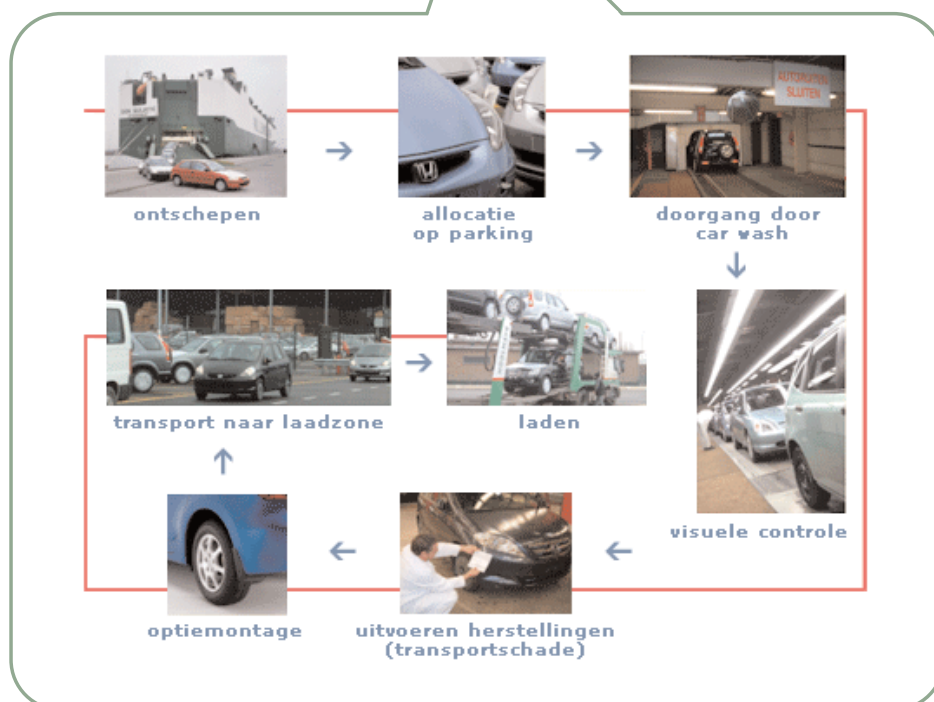 ontschepen
allocatie
op parking
AUTORUITEN
SLUITEN
doorgang door
car wash
visuele controle
uitvoeren herstellingen
(transportschade)
optiemontage
transport naar laadzone
laden